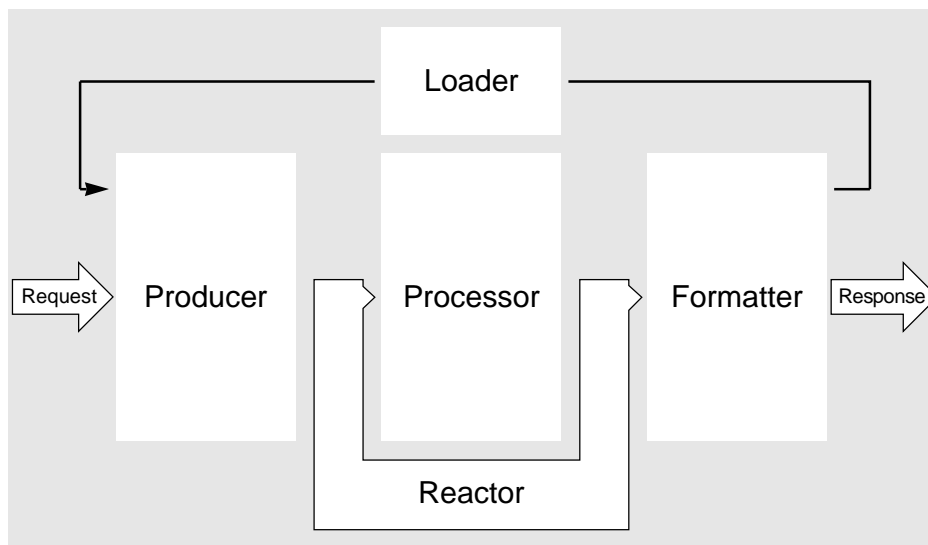 Loader
Request
Producer
Processor
Formatter
Response
Reactor